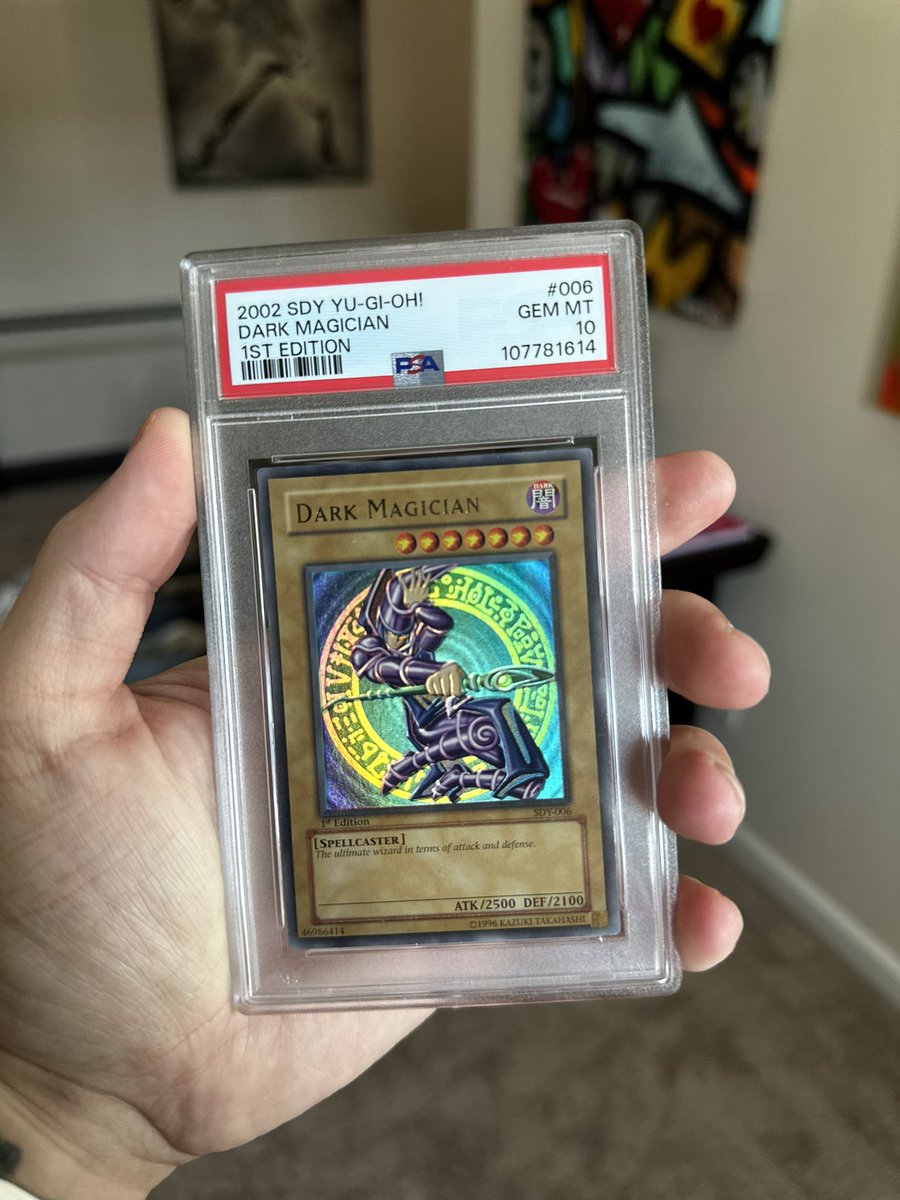 2002 SDY YU-GI-OH!
#006
DARK MAGICIAN
GEM MT
1ST EDITION
10
PSA
107781614
DARK MAGICIAN
DARK
闇
1st Edition
SDY-006
[SPELLCASTER]
The ultimate wizard in terms of attack and defense.
ATK/2500 DEF/2100
46986414
©1996 KAZUKI TAKAHASHI